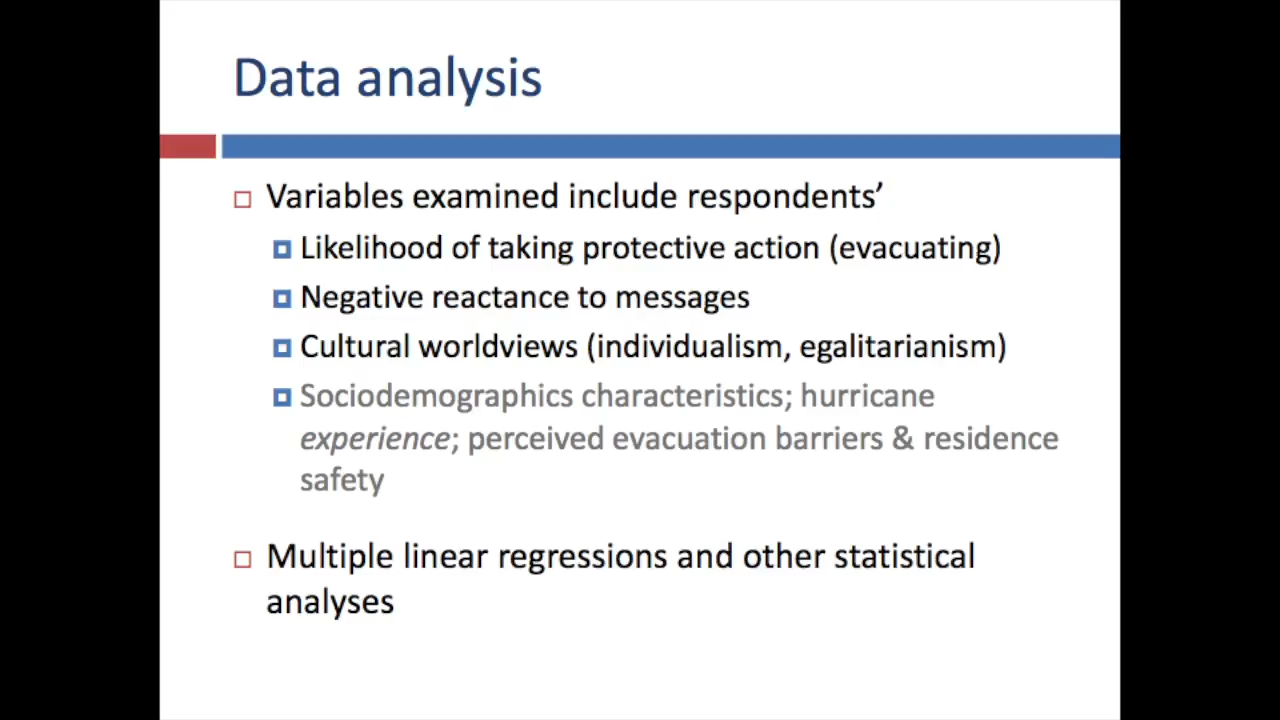 Data analysis
Variables examined include respondents’
Likelihood of taking protective action (evacuating)
Negative reactance to messages
Cultural worldviews (individualism, egalitarianism)
Sociodemographics characteristics; hurricane
experience; perceived evacuation barriers & residence
safety
Multiple linear regressions and other statistical
analyses